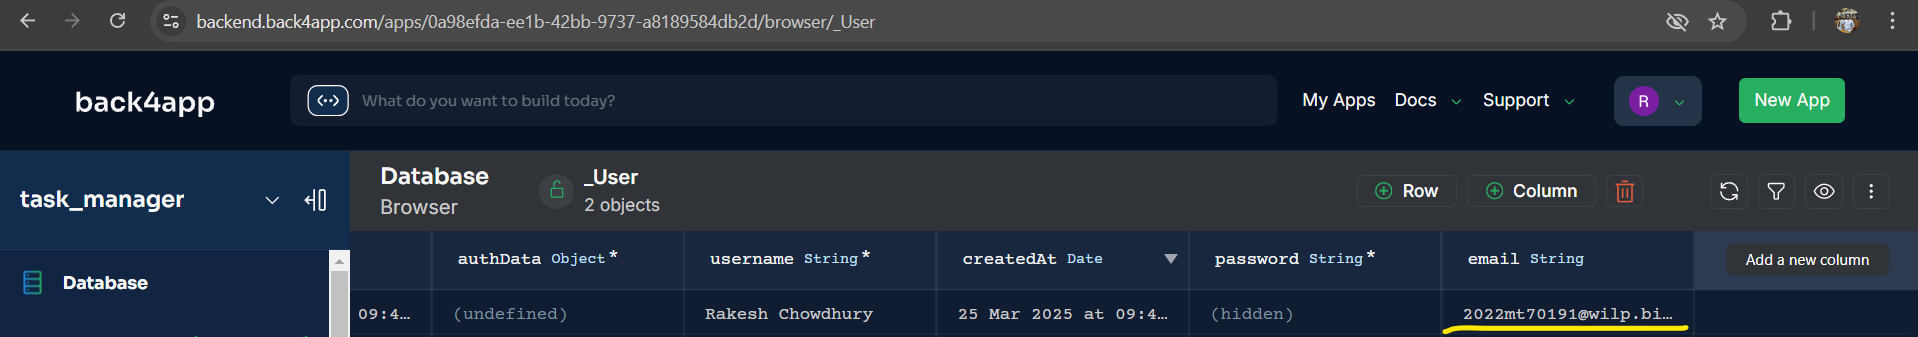 backend.back4app.com/apps/0a98efda-ee1b-42bb-9737-a8189584db2d/browser/_User
back4app
What do you want to build today?
My Apps Docs Support R New App
task_manager
Database
Browser
_User
2 objects
Row Column
Database
authData Object* username String* createdAt Date password String* email String Add a new column
09:4… (undefined) Rakesh Chowdhury 25 Mar 2025 at 09:4… (hidden) 2022mt70191@wilp.bi…